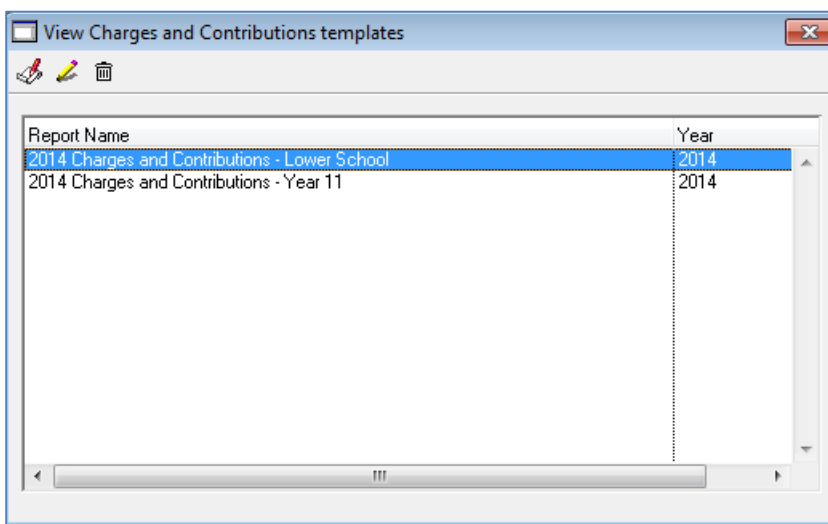 View Charges and Contributions templates
Report Name Year
2014 Charges and Contributions - Lower School 2014
2014 Charges and Contributions - Year 11 2014